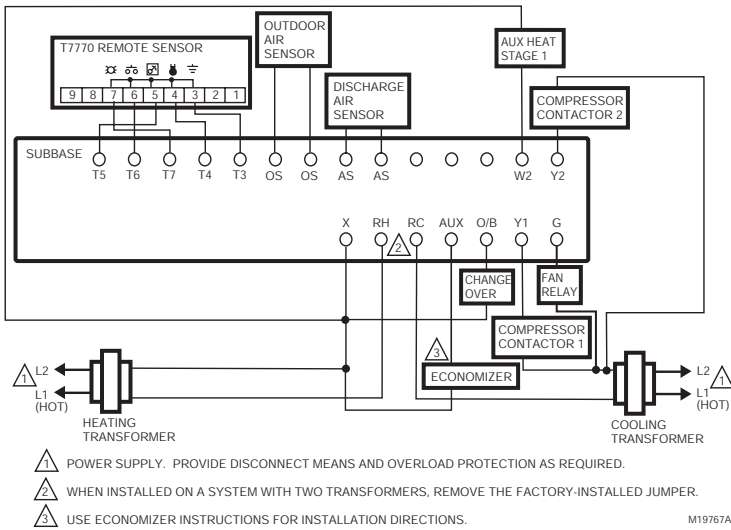 OUTDOOR
AIR
SENSOR
T7770 REMOTE SENSOR
AUX HEAT
STAGE 1
DISCHARGE
AIR
SENSOR
COMPRESSOR
CONTACTOR 2
9 8 7 6 5 4 3 2 1
SUBBASE
T5 T6 T7 T4 T3 OS OS AS AS W2 Y2
X RH RC AUX O/B Y1 G
2
CHANGE
OVER
FAN
RELAY
COMPRESSOR
CONTACTOR 1
3
ECONOMIZER
1 L2
L1
(HOT)
HEATING
TRANSFORMER
L2 1
L1
(HOT)
COOLING
TRANSFORMER
1 POWER SUPPLY. PROVIDE DISCONNECT MEANS AND OVERLOAD PROTECTION AS REQUIRED.
2 WHEN INSTALLED ON A SYSTEM WITH TWO TRANSFORMERS, REMOVE THE FACTORY-INSTALLED JUMPER.
3 USE ECONOMIZER INSTRUCTIONS FOR INSTALLATION DIRECTIONS.
M19767A